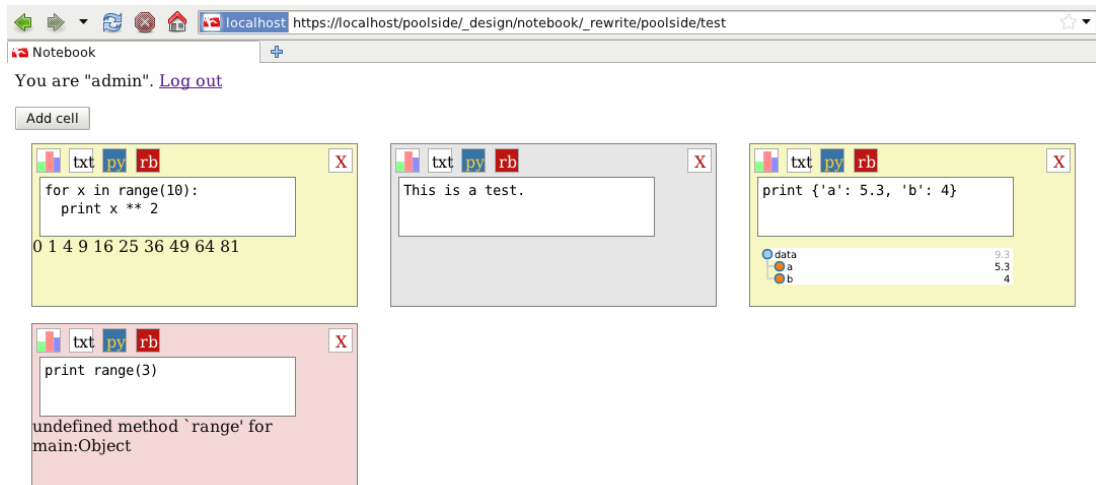 localhost https://localhost/poolside/_design/notebook/_rewrite/poolside/test
Notebook
You are "admin". Log out
Add cell
txt py rb X
for x in range(10):
  print x ** 2
0 1 4 9 16 25 36 49 64 81
txt py rb X
This is a test.
txt py rb X
print {'a': 5.3, 'b': 4}
data 9.3
a 5.3
b 4
txt py rb X
print range(3)
undefined method `range' for
main:Object